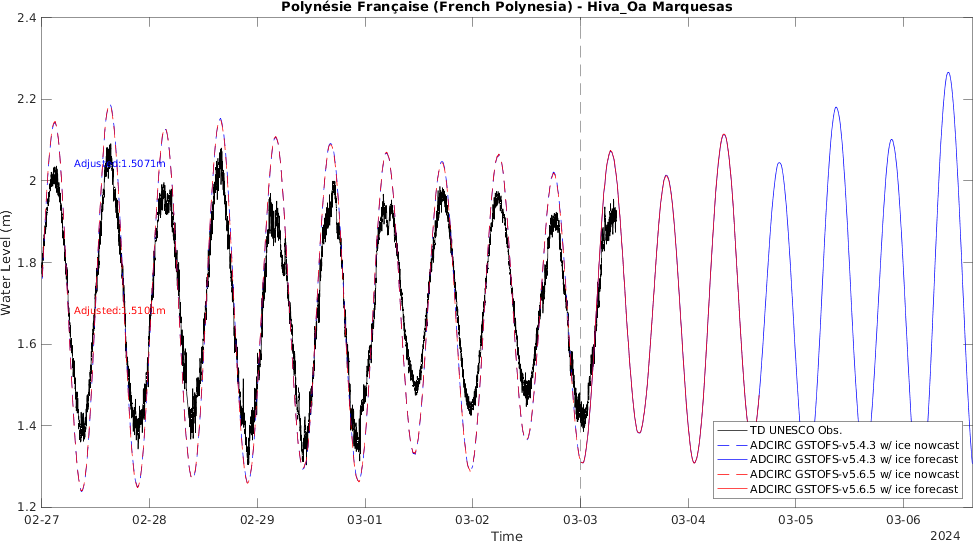 Polynésie Française (French Polynesia) - Hiva_Oa Marquesas
2.4
2.2
2
1.8
1.6
1.4
1.2
Water Level (m)
Adjusted:1.5071m
Adjusted:1.5101m
TD UNESCO Obs.
ADCIRC GSTOFS-v5.4.3 w/ ice nowcast
ADCIRC GSTOFS-v5.4.3 w/ ice forecast
ADCIRC GSTOFS-v5.6.5 w/ ice nowcast
ADCIRC GSTOFS-v5.6.5 w/ ice forecast
02-27 02-28 02-29 03-01 03-02 03-03 03-04 03-05 03-06
Time
2024